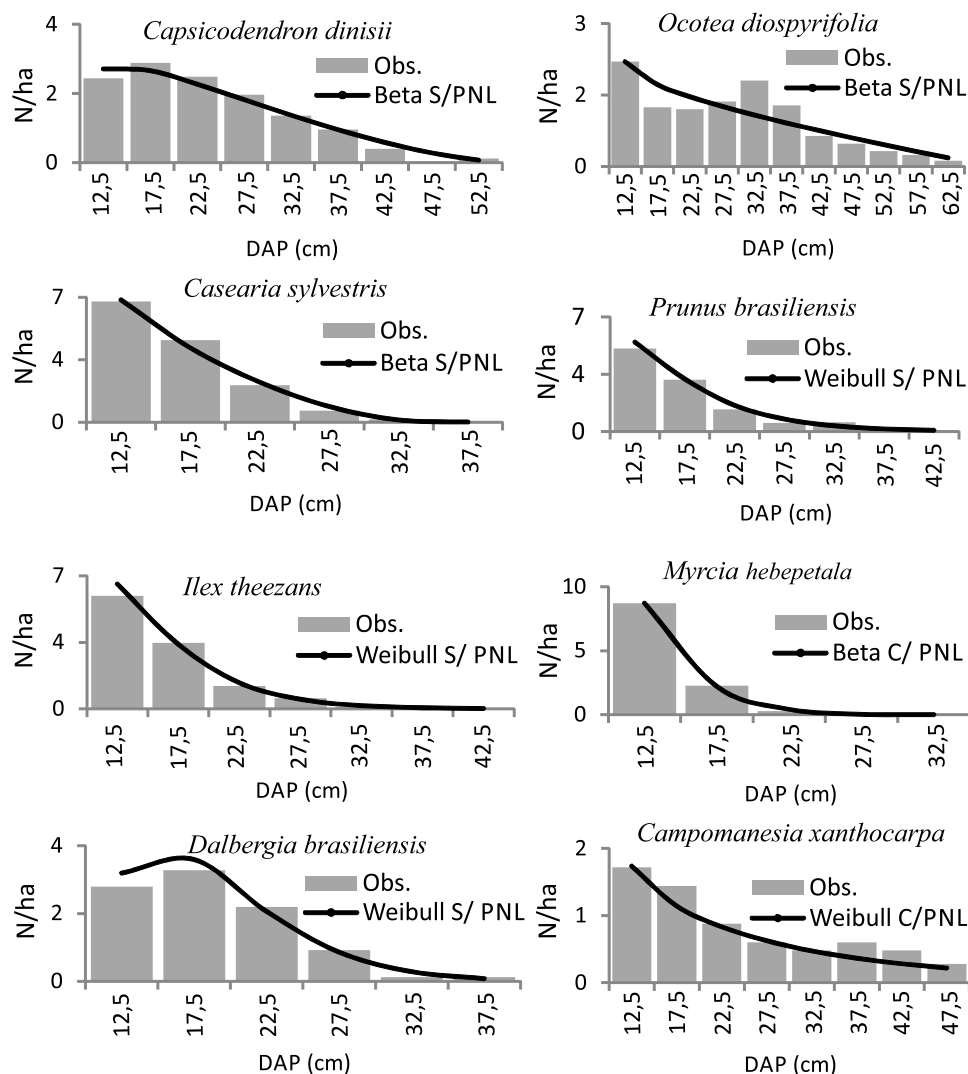 Capsicodendron dinisii
N/ha
4
2
0
Obs.
Beta S/PNL
12,5
17,5
22,5
27,5
32,5
37,5
42,5
47,5
52,5
DAP (cm)
Ocotea diospyrifolia
N/ha
3
2
0
Obs.
Beta S/PNL
12,5
17,5
22,5
27,5
32,5
37,5
42,5
47,5
52,5
57,5
62,5
DAP (cm)
Casearia sylvestris
N/ha
7
4
0
Obs.
Beta S/PNL
12,5
17,5
22,5
27,5
32,5
37,5
DAP (cm)
Prunus brasiliensis
N/ha
7
4
0
Obs.
Weibull S/ PNL
12,5
17,5
22,5
27,5
32,5
37,5
42,5
DAP (cm)
Ilex theezans
N/ha
7
4
0
Obs.
Weibull S/ PNL
12,5
17,5
22,5
27,5
32,5
37,5
42,5
DAP (cm)
Myrcia hebepetala
N/ha
10
5
0
Obs.
Beta C/ PNL
12,5
17,5
22,5
27,5
32,5
DAP (cm)
Dalbergia brasiliensis
N/ha
4
2
0
Obs.
Weibull S/ PNL
12,5
17,5
22,5
27,5
32,5
37,5
DAP (cm)
Campomanesia xanthocarpa
N/ha
2
1
0
Obs.
Weibull C/PNL
12,5
17,5
22,5
27,5
32,5
37,5
42,5
47,5
DAP (cm)